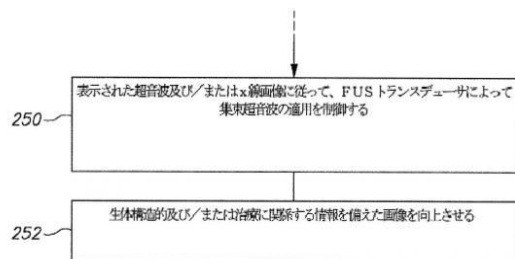 表示された超音波及び/またはx線画像に従って、FUSトランスデューサによって
集束超音波の適用を制御する
250
生体構造的及び/または治療に関係する情報を備えた画像を向上させる
252